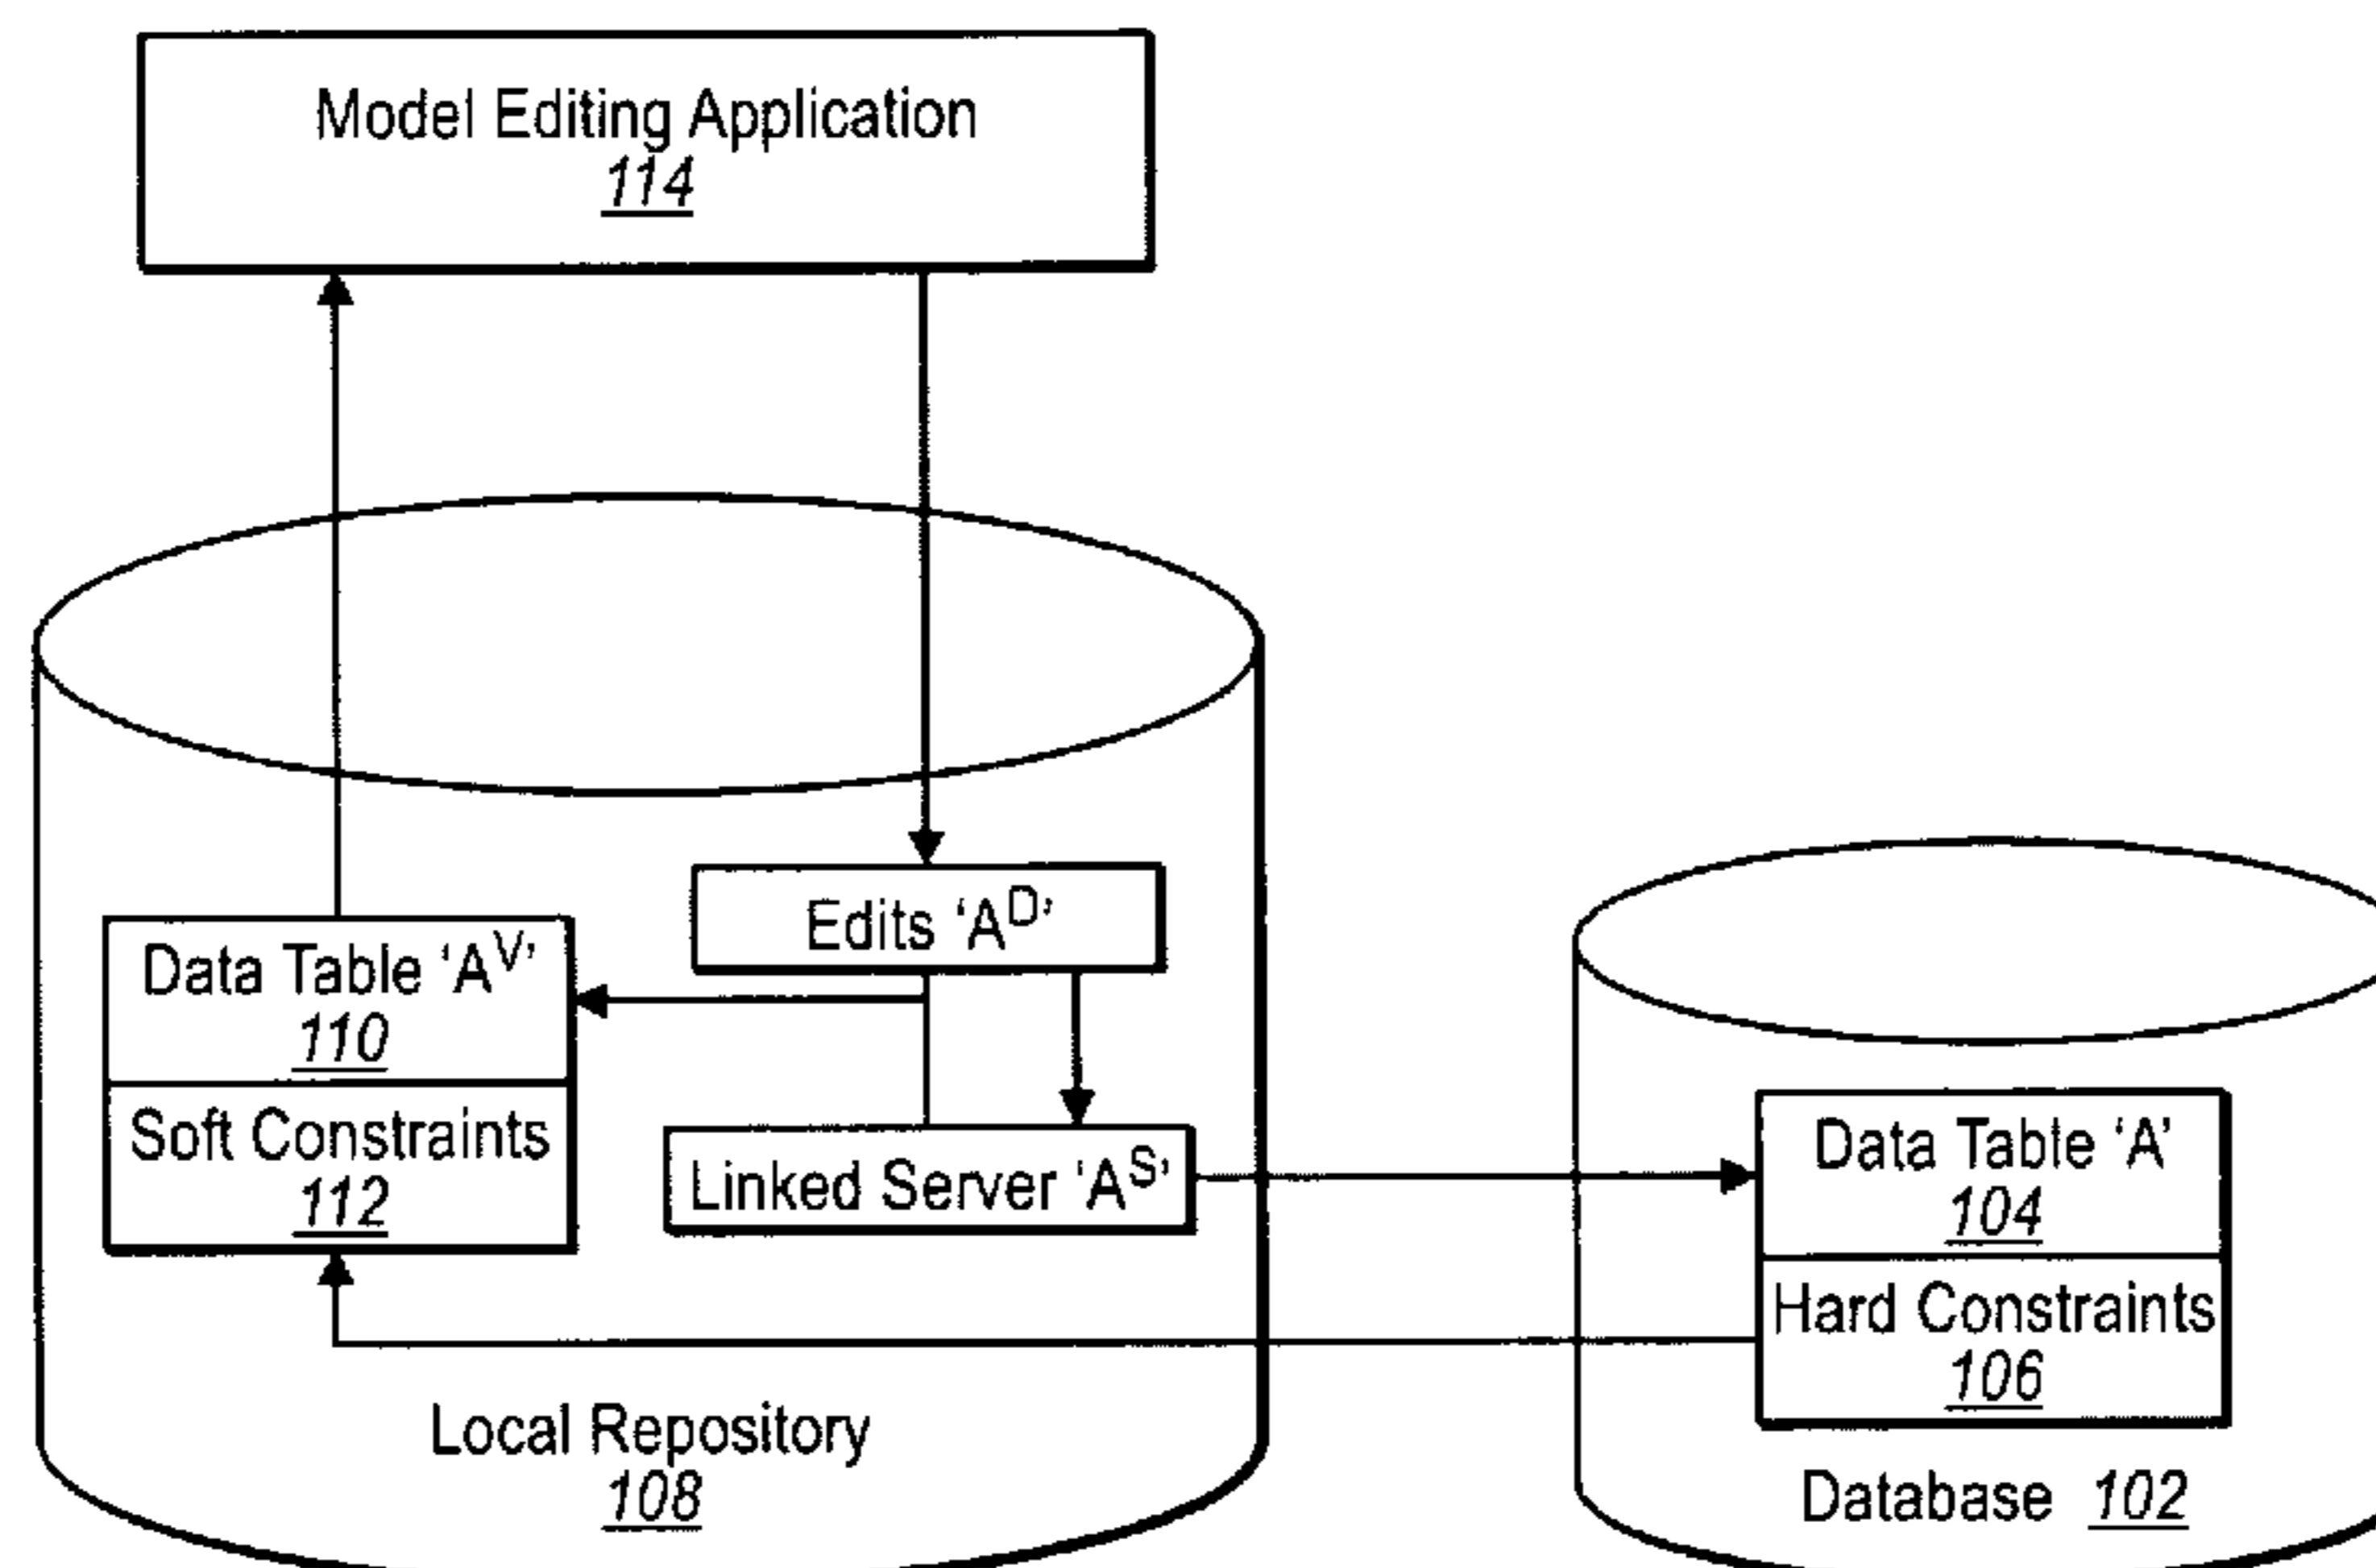 Model Editing Application
114
Edits ‘A^D’
Data Table ‘A^V’
110
Soft Constraints
112
Linked Server ‘A^S’
Data Table ‘A’
104
Hard Constraints
106
Local Repository
108
Database 102